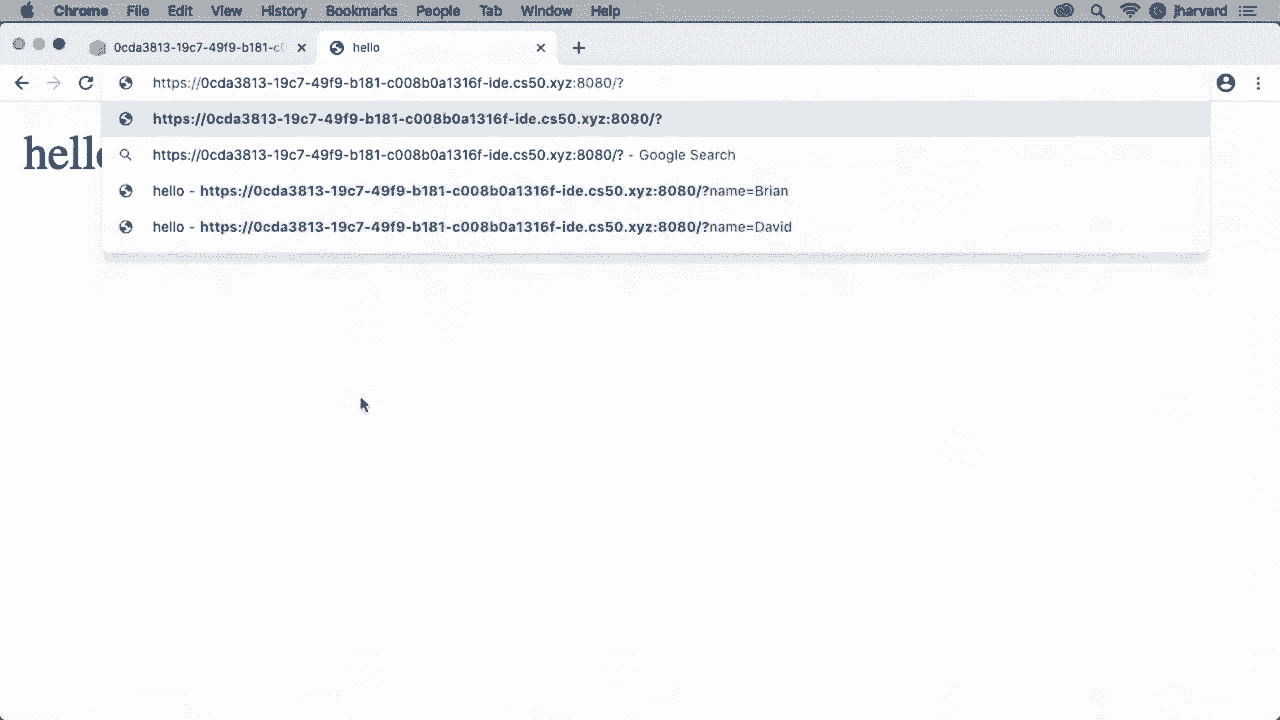 Chrome File Edit View History Bookmarks People Tab Window Help jharvard
0cda3813-19c7-49f9-b181-c0 hello
https://0cda3813-19c7-49f9-b181-c008b0a1316f-ide.cs50.xyz:8080/?
https://0cda3813-19c7-49f9-b181-c008b0a1316f-ide.cs50.xyz:8080/?
https://0cda3813-19c7-49f9-b181-c008b0a1316f-ide.cs50.xyz:8080/? - Google Search
hello - https://0cda3813-19c7-49f9-b181-c008b0a1316f-ide.cs50.xyz:8080/?name=Brian
hello - https://0cda3813-19c7-49f9-b181-c008b0a1316f-ide.cs50.xyz:8080/?name=David
hello